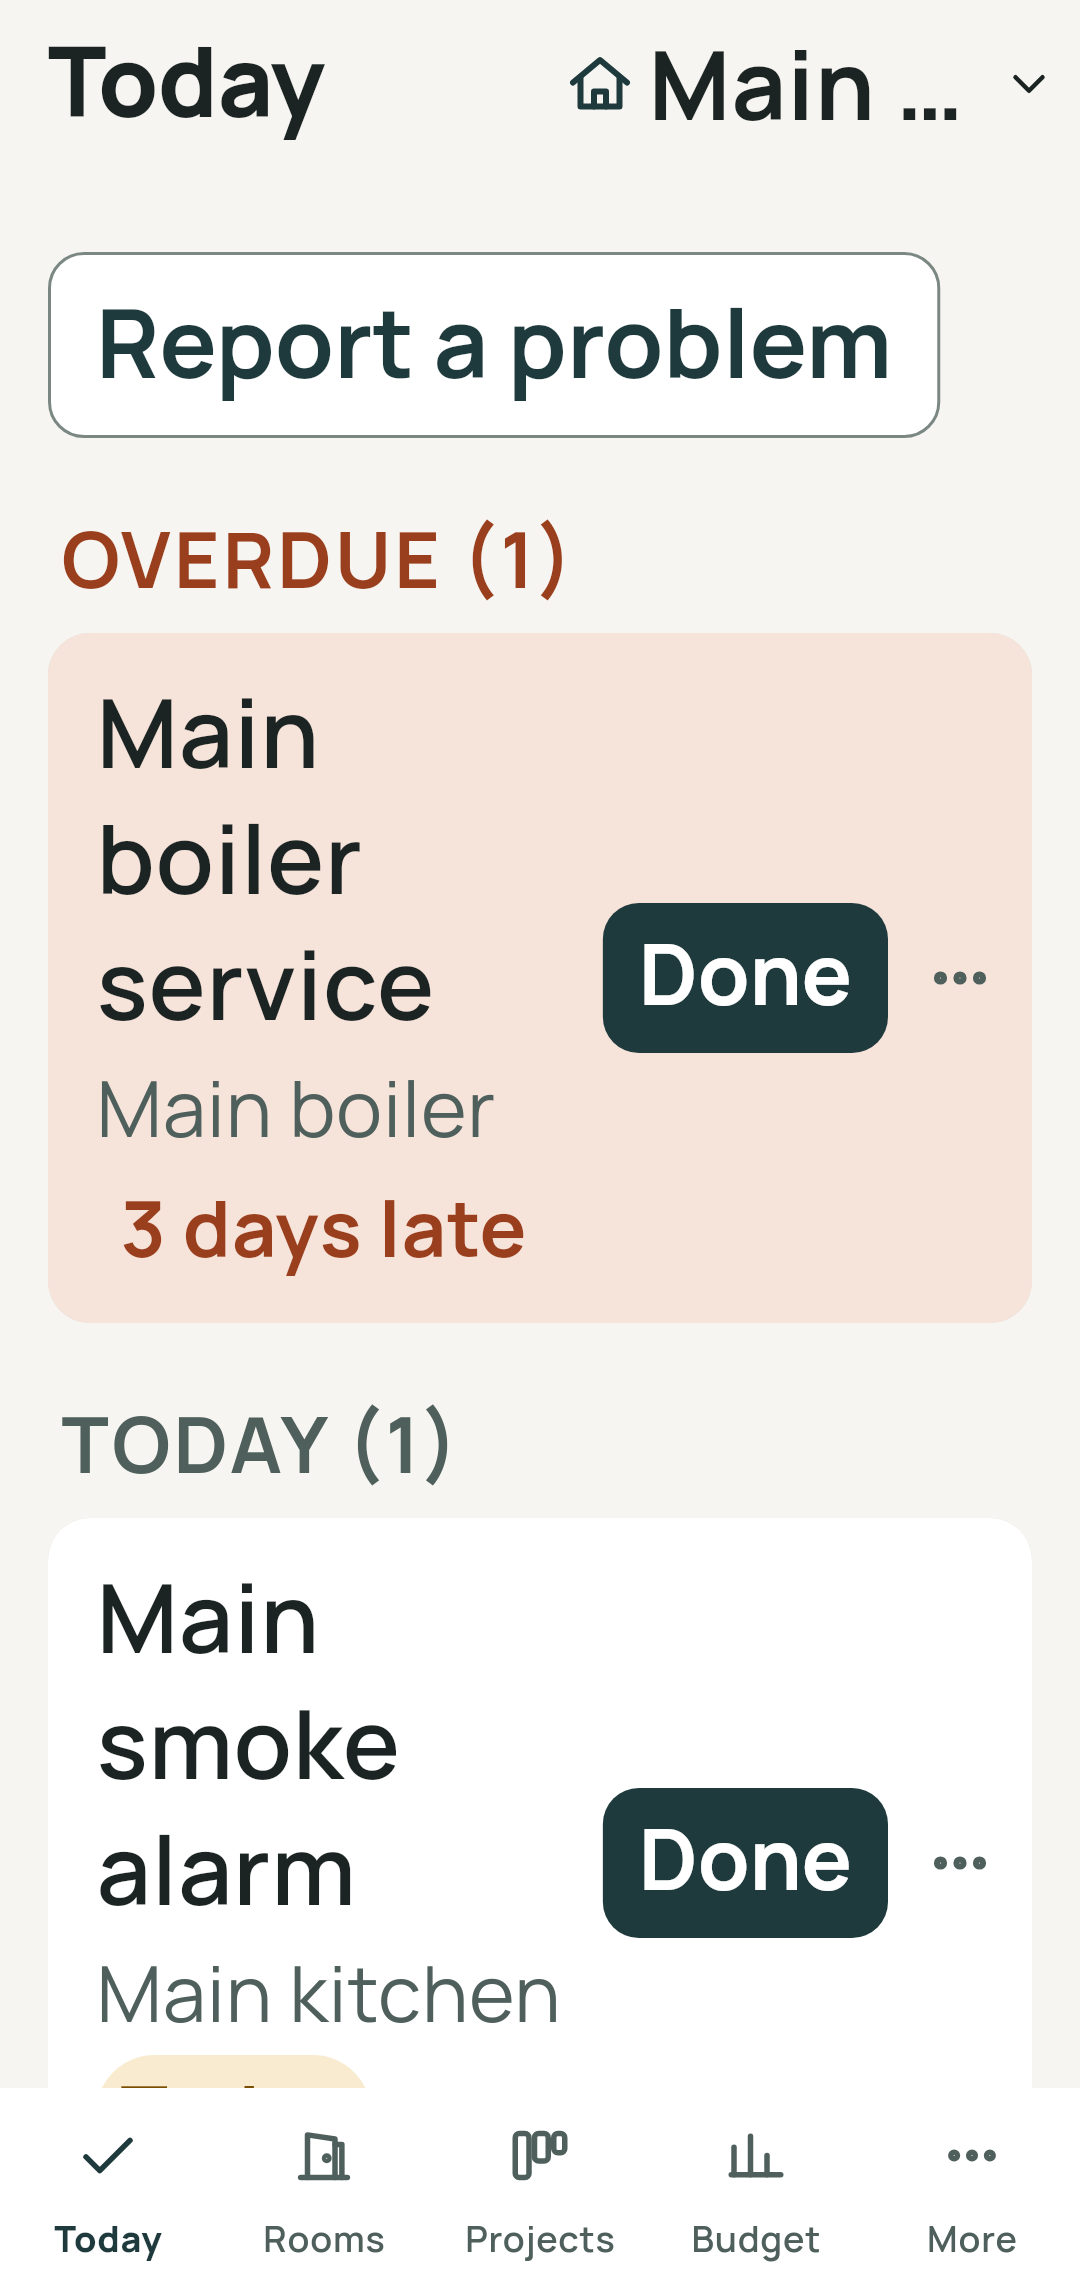 Today
Main ...
Report a problem
OVERDUE (1)
Main
boiler
service
Done
Main boiler
3 days late
TODAY (1)
Main
smoke
alarm
Done
Main kitchen
Today
Rooms
Projects
Budget
More